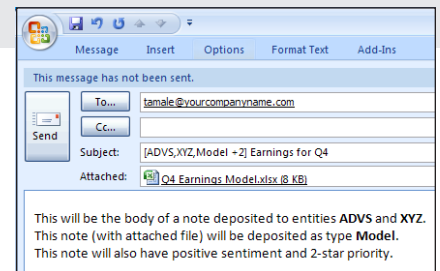 Message Insert Options Format Text Add-Ins
This message has not been sent.
To... tamale@yourcompanyname.com
Cc...
Send
Subject: [ADVS,XYZ,Model +2] Earnings for Q4
Attached: Q4 Earnings Model.xlsx (8 KB)
This will be the body of a note deposited to entities ADVS and XYZ.
This note (with attached file) will be deposited as type Model.
This note will also have positive sentiment and 2-star priority.